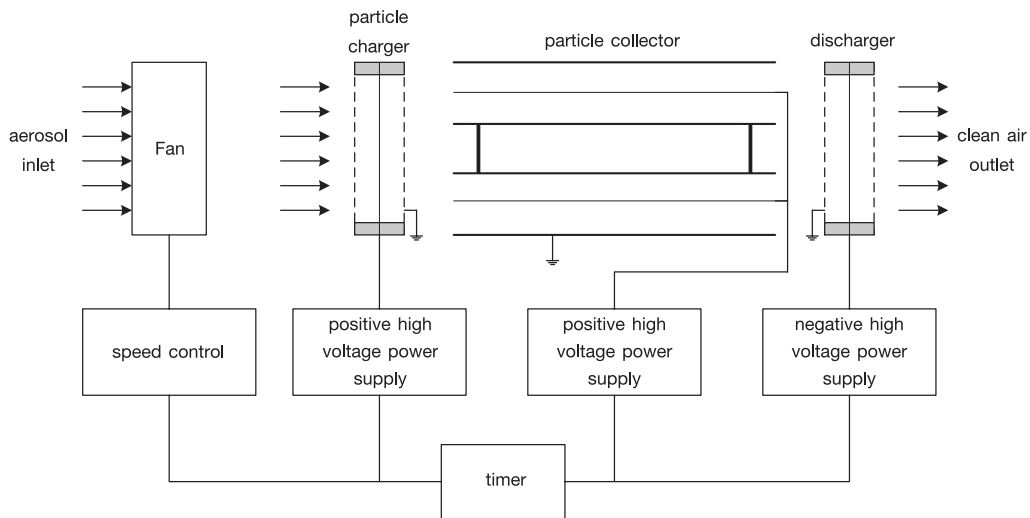 particle
charger
particle collector
discharger
aerosol
inlet
Fan
clean air
outlet
speed control
positive high
voltage power
supply
positive high
voltage power
supply
negative high
voltage power
supply
timer